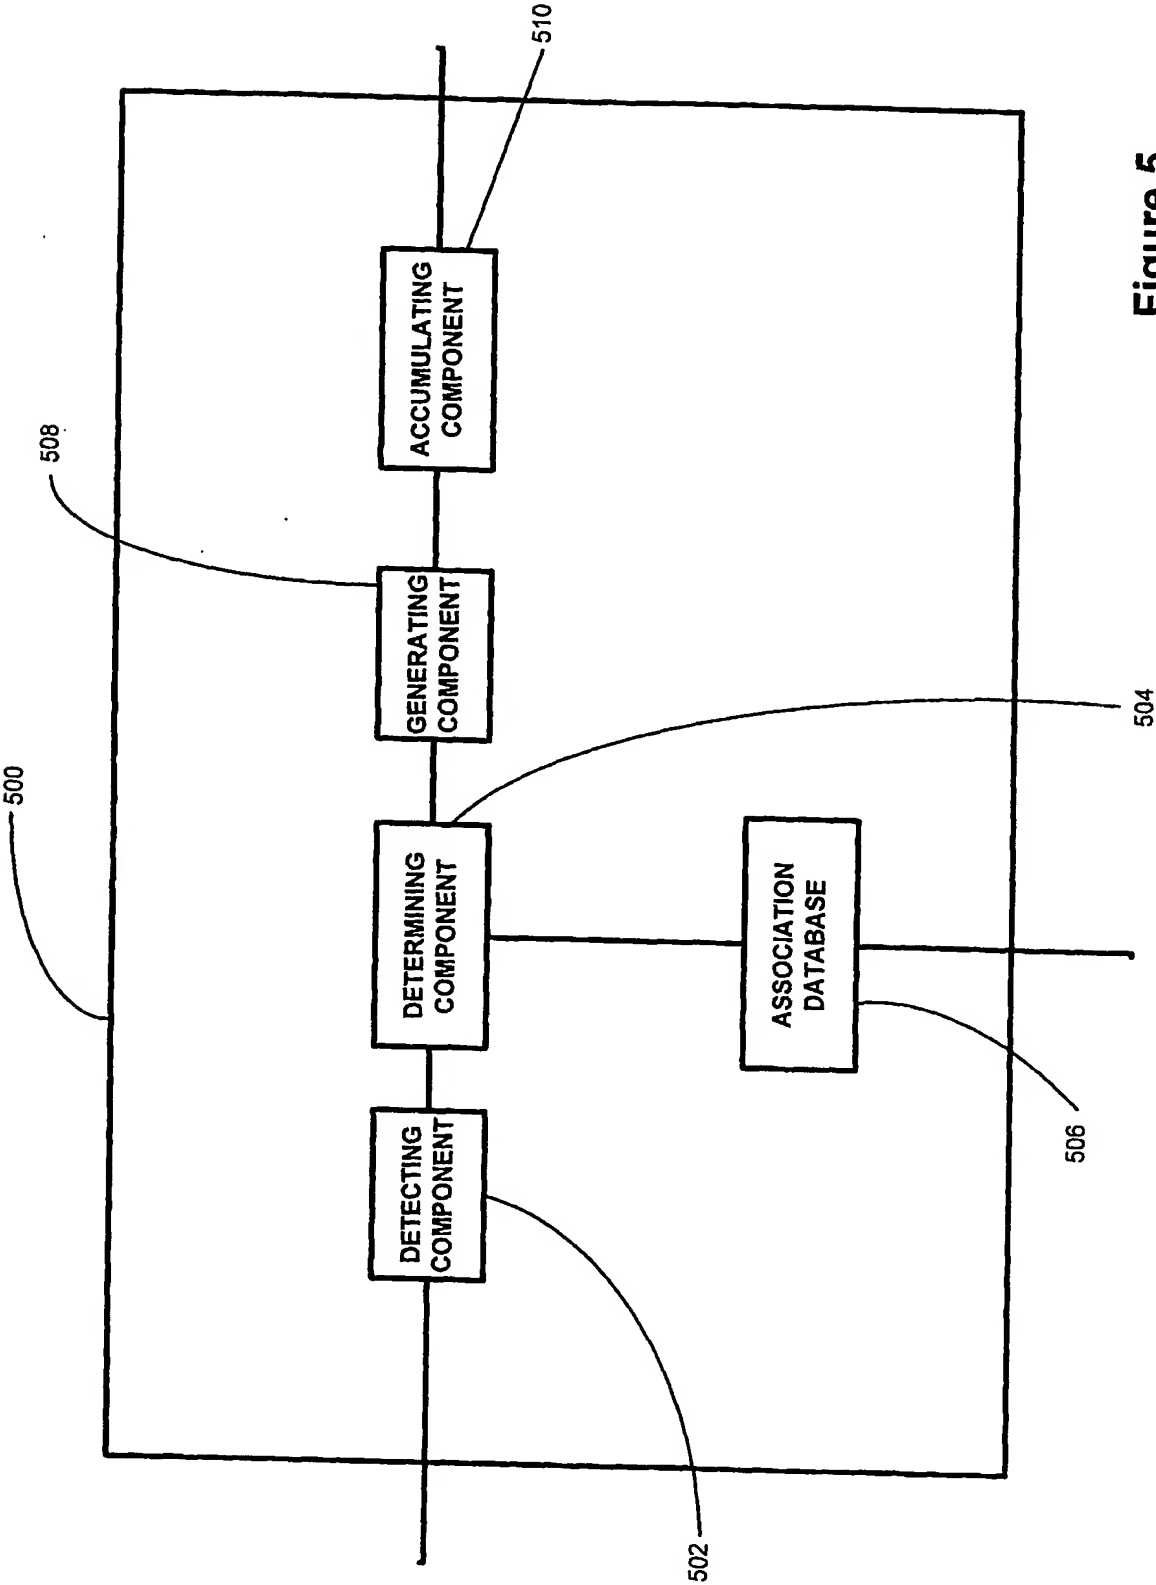 500
508
510
DETECTING
COMPONENT
DETERMINING
COMPONENT
GENERATING
COMPONENT
ACCUMULATING
COMPONENT
ASSOCIATION
DATABASE
502
506
504
Figure 5